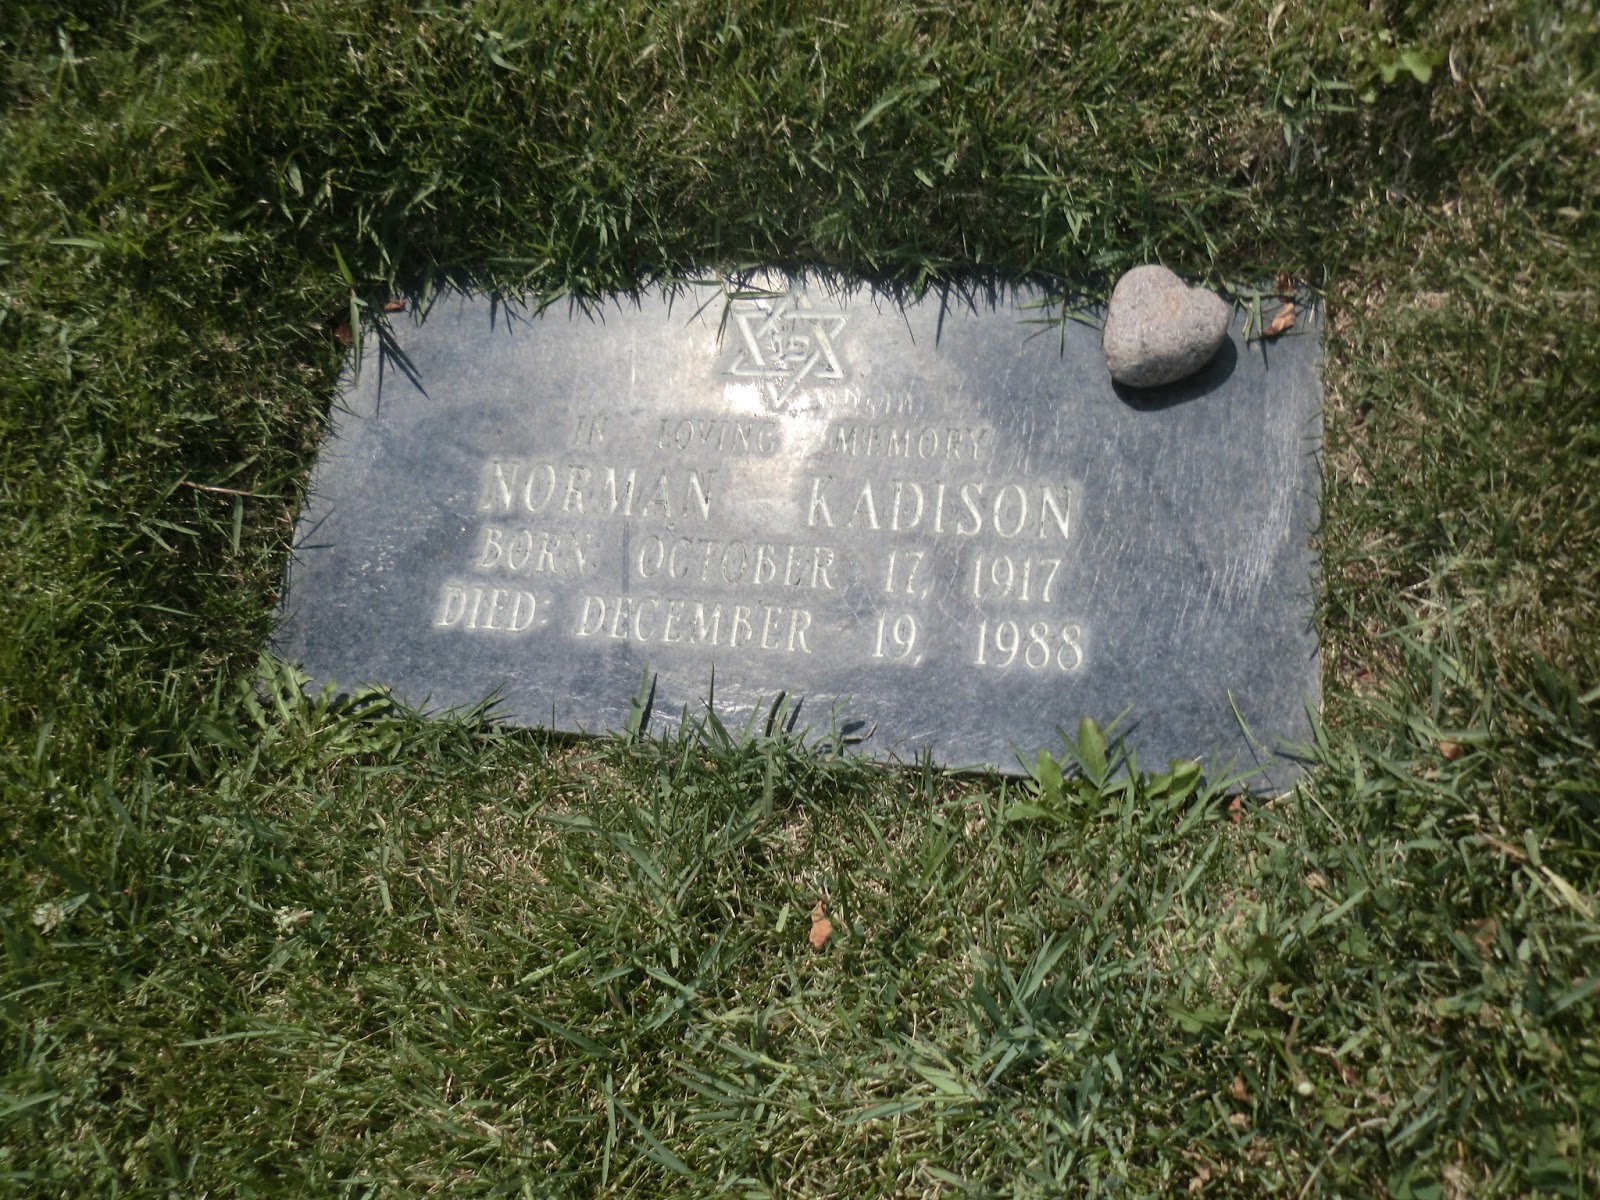 IN LOVING MEMORY
NORMAN KADISON
BORN: OCTOBER 17, 1917
DIED: DECEMBER 19, 1988